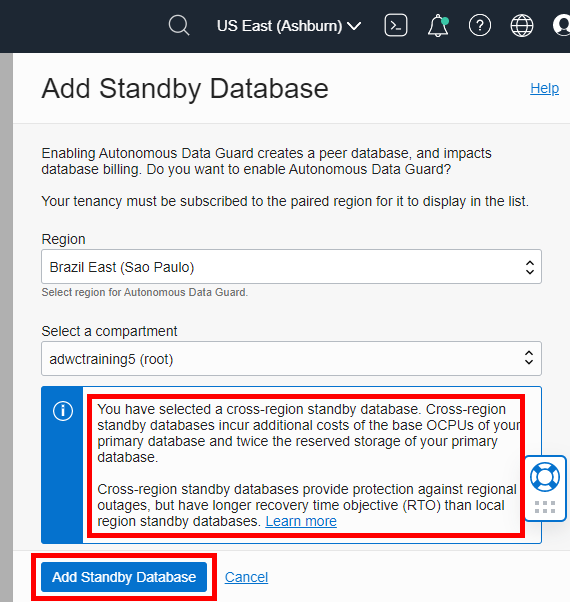 US East (Ashburn)
Add Standby Database
Help
Enabling Autonomous Data Guard creates a peer database, and impacts
database billing. Do you want to enable Autonomous Data Guard?
Your tenancy must be subscribed to the paired region for it to display in the list.
Region
Brazil East (Sao Paulo)
Select region for Autonomous Data Guard.
Select a compartment
adwctraining5 (root)
You have selected a cross-region standby database. Cross-region
standby databases incur additional costs of the base OCPUs of your
primary database and twice the reserved storage of your primary
database.
Cross-region standby databases provide protection against regional
outages, but have longer recovery time objective (RTO) than local
region standby databases. Learn more
Add Standby Database
Cancel